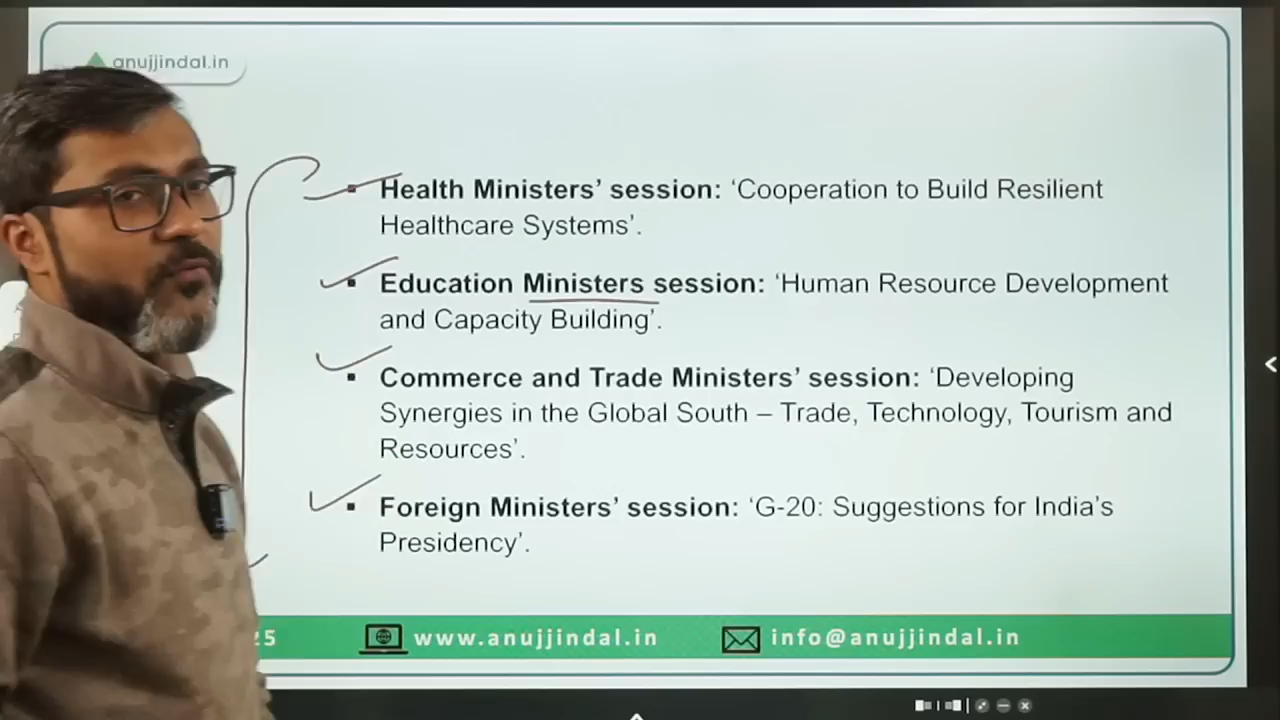 anujjindal.in
▪ Health Ministers’ session: ‘Cooperation to Build Resilient
Healthcare Systems’.
▪ Education Ministers session: ‘Human Resource Development
and Capacity Building’.
▪ Commerce and Trade Ministers’ session: ‘Developing
Synergies in the Global South – Trade, Technology, Tourism and
Resources’.
▪ Foreign Ministers’ session: ‘G-20: Suggestions for India’s
Presidency’.
www.anujjindal.in
info@anujjindal.in